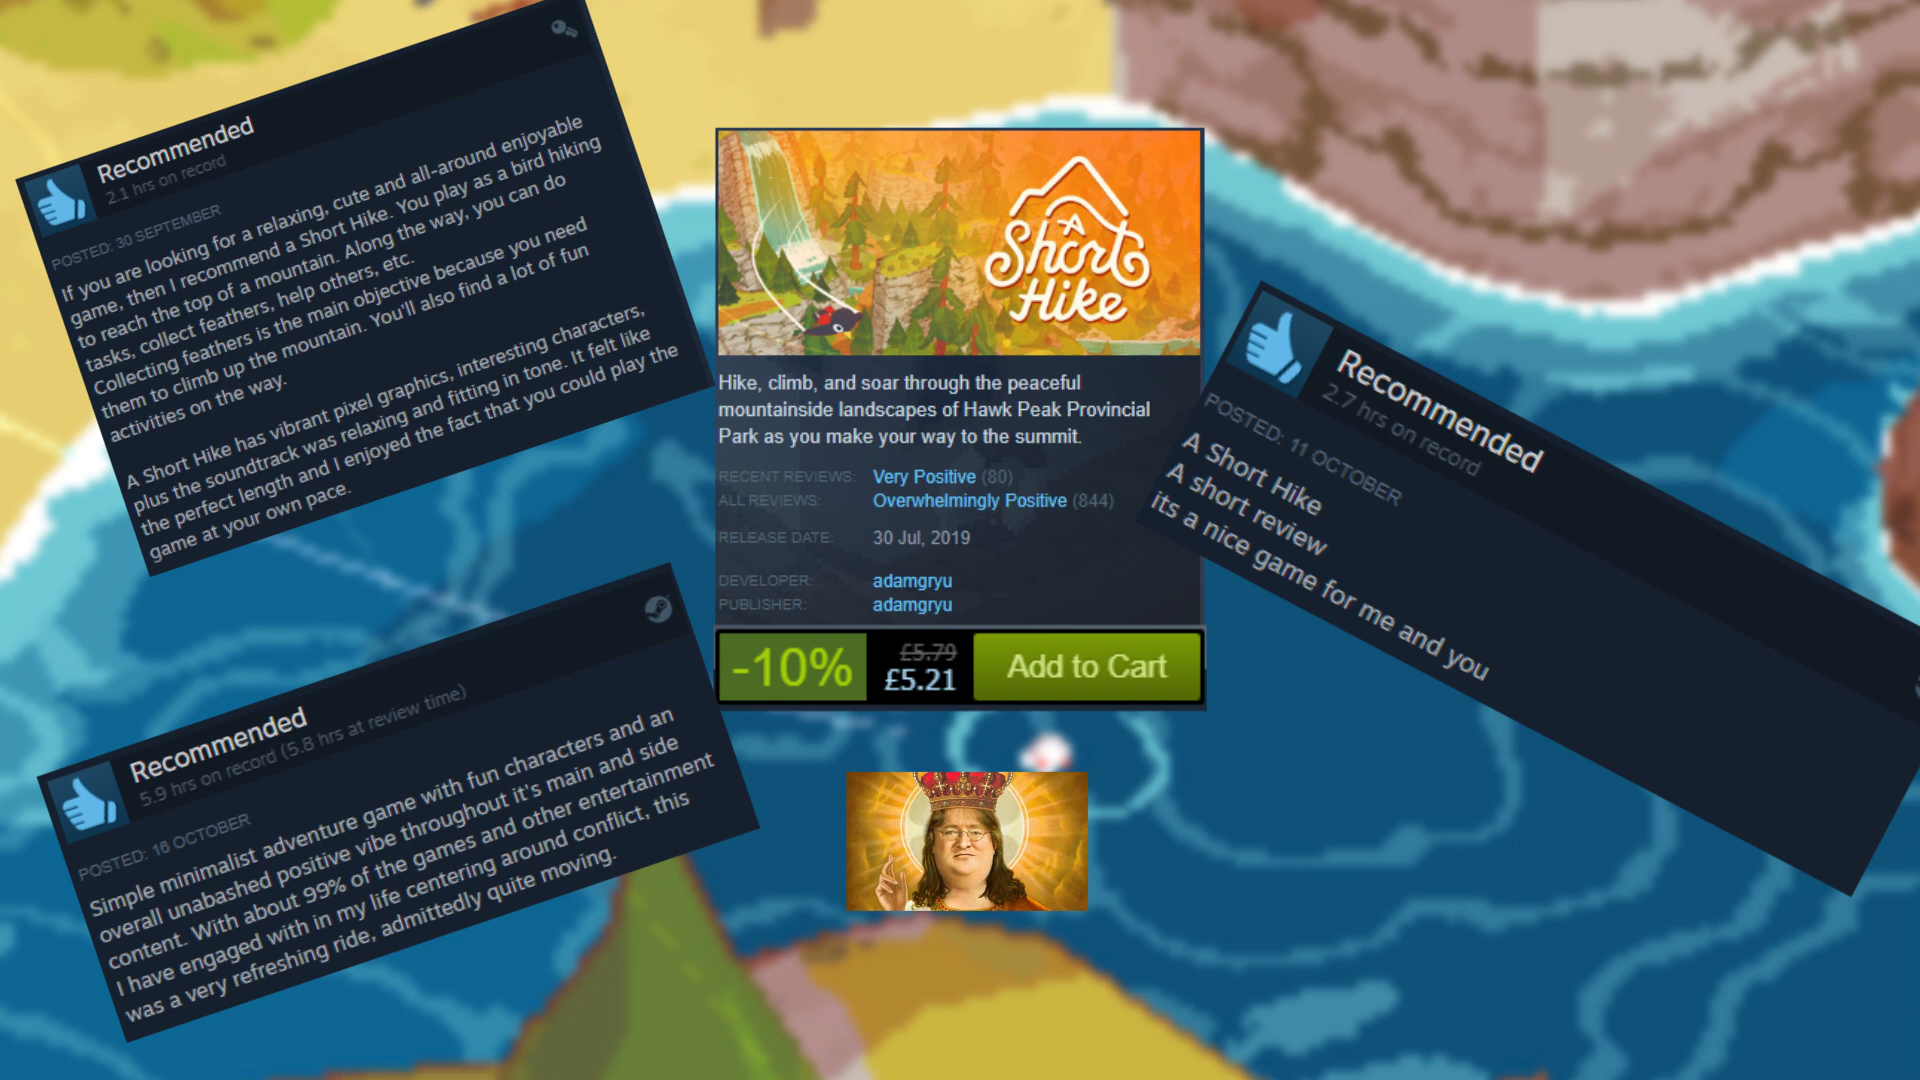 Recommended
2.1 hrs on record
POSTED: 30 SEPTEMBER
If you are looking for a relaxing, cute and all-around enjoyable
game, then I recommend a Short Hike. You play as a bird hiking
to reach the top of a mountain. Along the way, you can do
tasks, collect feathers, help others, etc.
Collecting feathers is the main objective because you need
them to climb up the mountain. You'll also find a lot of fun
activities on the way.
A Short Hike has vibrant pixel graphics, interesting characters,
plus the soundtrack was relaxing and fitting in tone. It felt like
the perfect length and I enjoyed the fact that you could play the
game at your own pace.
A
Short
Hike
Hike, climb, and soar through the peaceful
mountainside landscapes of Hawk Peak Provincial
Park as you make your way to the summit.
RECENT REVIEWS: Very Positive (80)
ALL REVIEWS: Overwhelmingly Positive (844)
RELEASE DATE: 30 Jul, 2019
DEVELOPER: adamgryu
PUBLISHER: adamgryu
-10% £5.79 £5.21 Add to Cart
Recommended
2.7 hrs on record
POSTED: 11 OCTOBER
A Short Hike
A short review
its a nice game for me and you
Recommended
5.9 hrs on record (5.8 hrs at review time)
POSTED: 16 OCTOBER
Simple minimalist adventure game with fun characters and an
overall unabashed positive vibe throughout it's main and side
content. With about 99% of the games and other entertainment
I have engaged with in my life centering around conflict, this
was a very refreshing ride, admittedly quite moving.